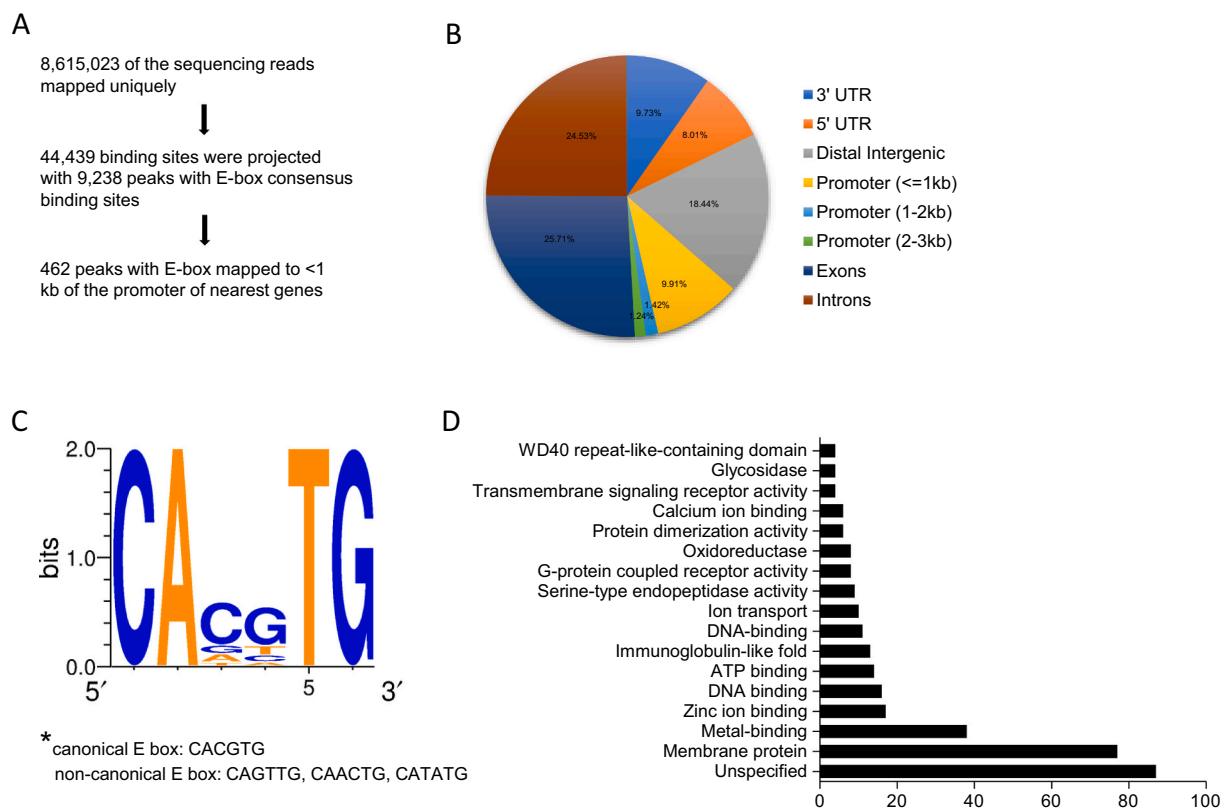 A
8,615,023 of the sequencing reads
mapped uniquely
44,439 binding sites were projected
with 9,238 peaks with E-box consensus
binding sites
462 peaks with E-box mapped to <1
kb of the promoter of nearest genes
B
9.73%
8.01%
18.44%
9.91%
1.42%
1.24%
25.71%
24.53%
3' UTR
5' UTR
Distal Intergenic
Promoter (<=1kb)
Promoter (1-2kb)
Promoter (2-3kb)
Exons
Introns
C
bits
2.0
1.0
0.0
CACGTG
GT
AC
5′
5
3′
*canonical E box: CACGTG
non-canonical E box: CAGTTG, CAACTG, CATATG
D
WD40 repeat-like-containing domain
Glycosidase
Transmembrane signaling receptor activity
Calcium ion binding
Protein dimerization activity
Oxidoreductase
G-protein coupled receptor activity
Serine-type endopeptidase activity
Ion transport
DNA-binding
Immunoglobulin-like fold
ATP binding
DNA binding
Zinc ion binding
Metal-binding
Membrane protein
Unspecified
0 20 40 60 80 100